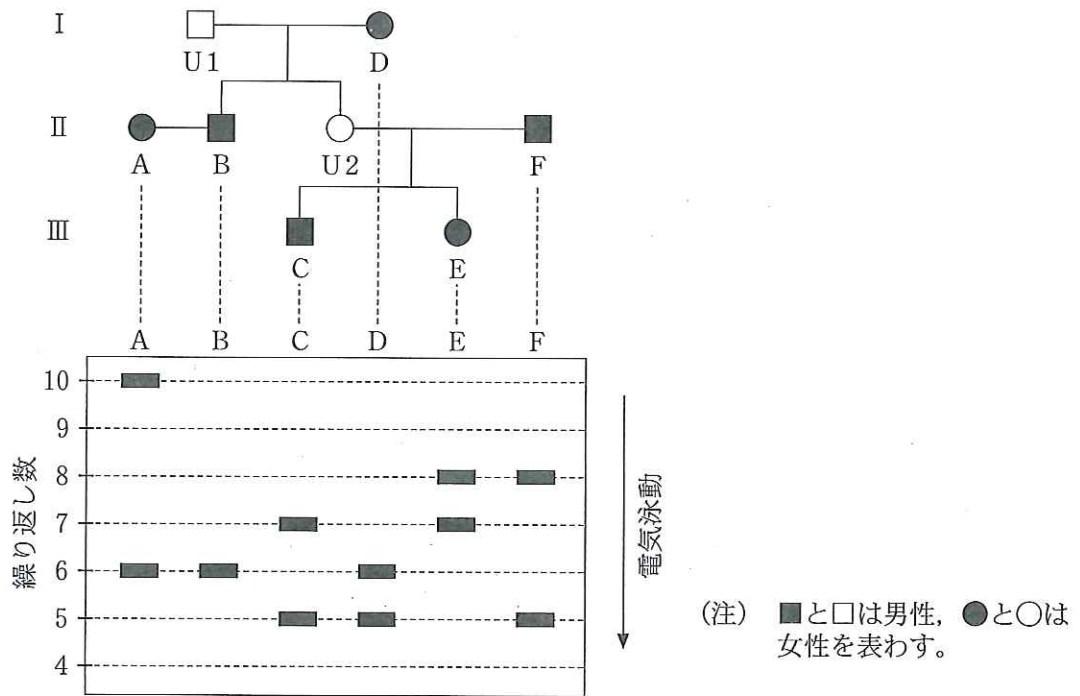 I
U1 D
II
A B U2 F
III
C E
A B C D E F
10
9
8
7
6
5
4
繰り返し数
電気泳動
(注) ■と□は男性,●と○は
女性を表わす。